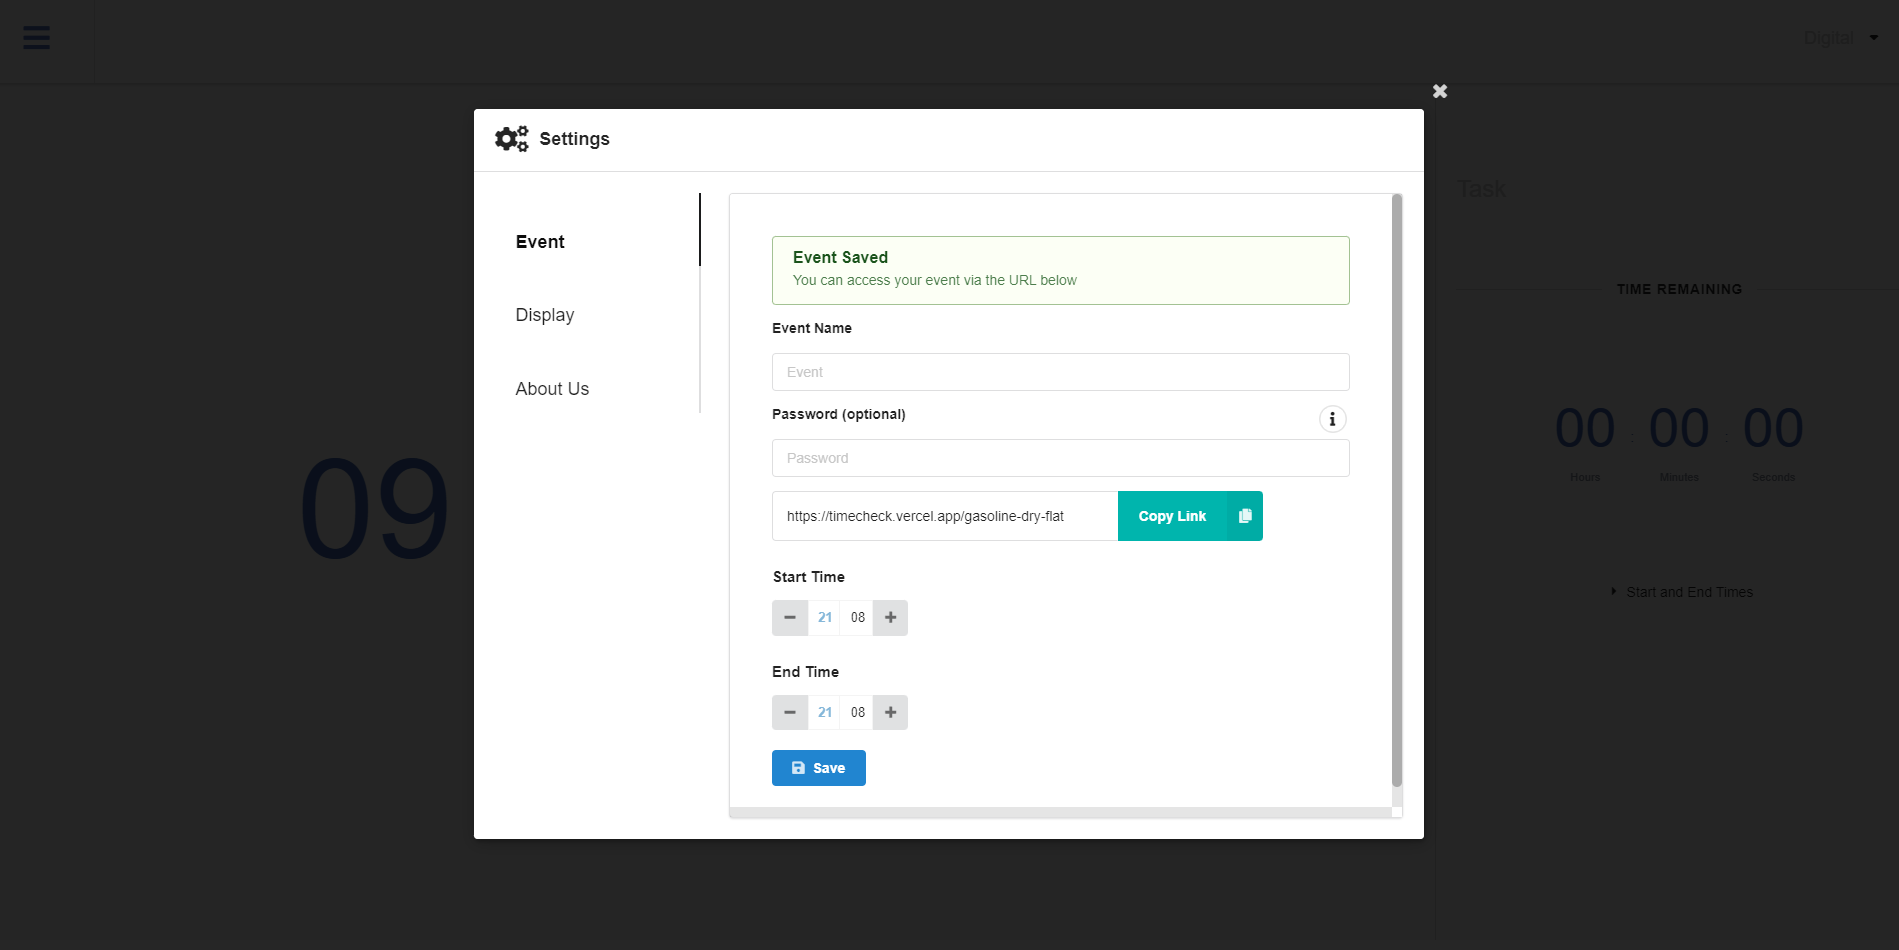 Digital
Settings
Event
Display
About Us
Event Saved
You can access your event via the URL below
Event Name
Event
Password (optional)
Password
https://timecheck.vercel.app/gasoline-dry-flat
Copy Link
Start Time
21 08
End Time
21 08
Save
09
Task
TIME REMAINING
00 : 00 : 00
Hours Minutes Seconds
Start and End Times